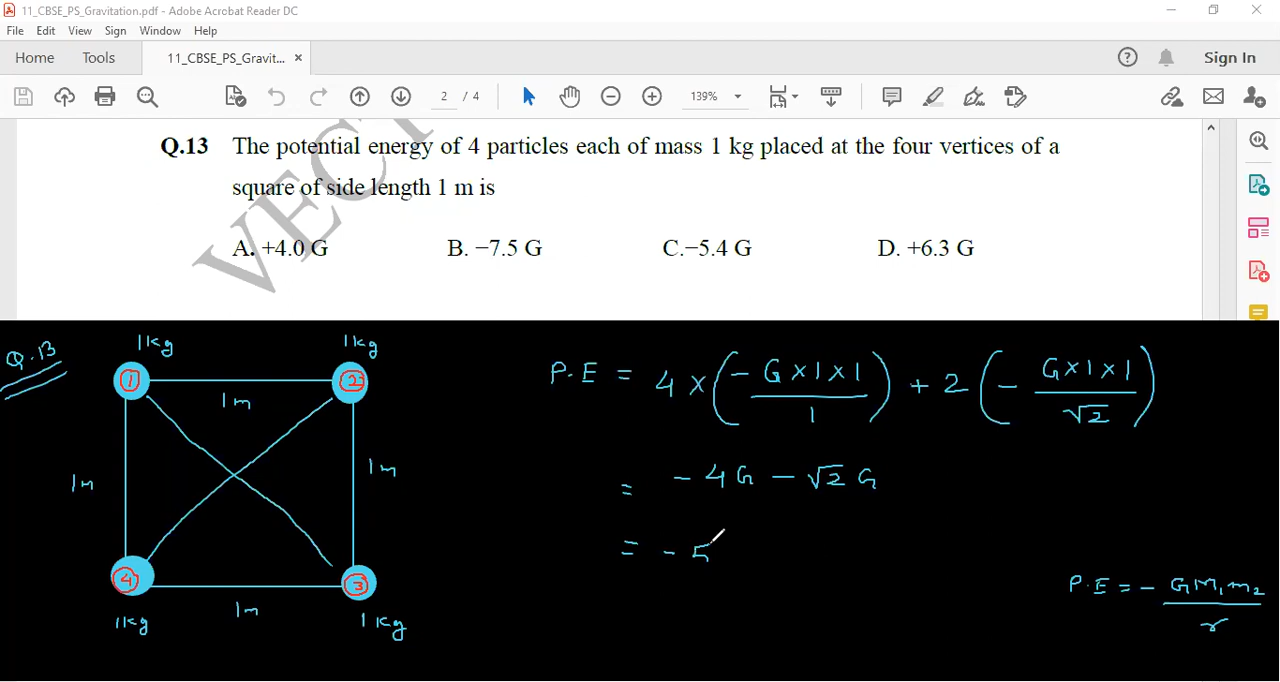 11_CBSE_PS_Gravitation.pdf - Adobe Acrobat Reader DC
File Edit View Sign Window Help
Home Tools 11_CBSE_PS_Gravit... × Sign In
2 / 4 139%
Q.13 The potential energy of 4 particles each of mass 1 kg placed at the four vertices of a
square of side length 1 m is
A. +4.0 G B. −7.5 G C.−5.4 G D. +6.3 G
VECT
Q.13
1kg 1kg
1 2
1m
1m 1m
4 3
1m
1kg 1kg
P.E = 4 × (− G×1×1 / 1) + 2 (− G×1×1 / √2)
= − 4G − √2 G
= − 5
P.E = − GM₁m₂ / r